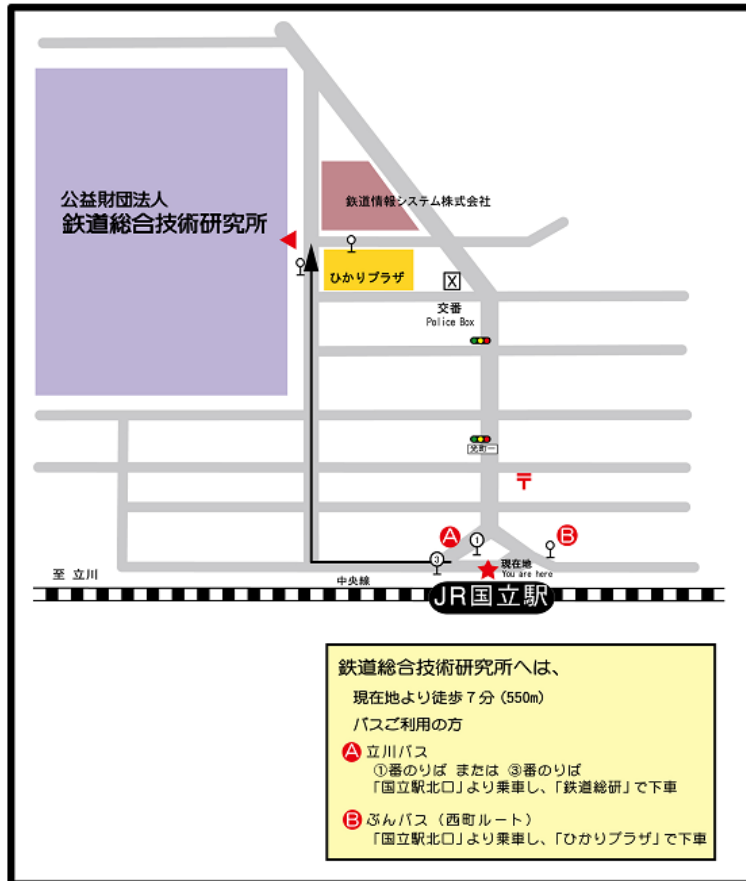 公益財団法人
鉄道総合技術研究所
鉄道情報システム株式会社
ひかりプラザ
X
交番
Police Box
光町一
〒
A
①
B
③
現在地
You are here
至 立川
中央線
JR国立駅
鉄道総合技術研究所へは、
現在地より徒歩7分 (550m)
バスご利用の方
A 立川バス
①番のりば または ③番のりば
「国立駅北口」より乗車し、「鉄道総研」で下車
B ぶんバス（西町ルート）
「国立駅北口」より乗車し、「ひかりプラザ」で下車